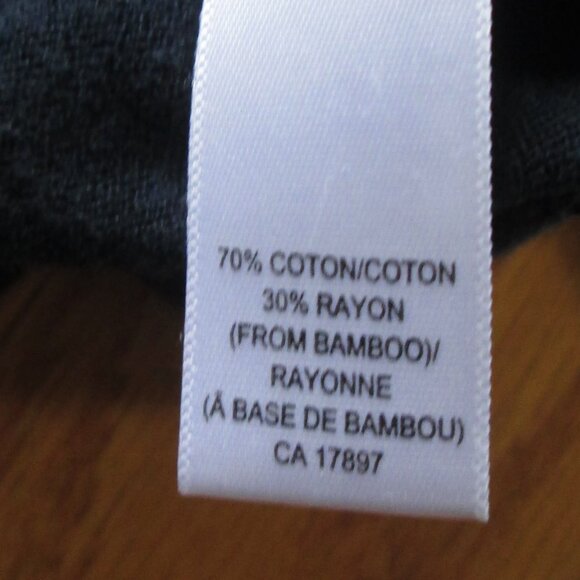 70% COTON/COTON
30% RAYON
(FROM BAMBOO)/
RAYONNE
(Å BASE DE BAMBOU)
CA 17897